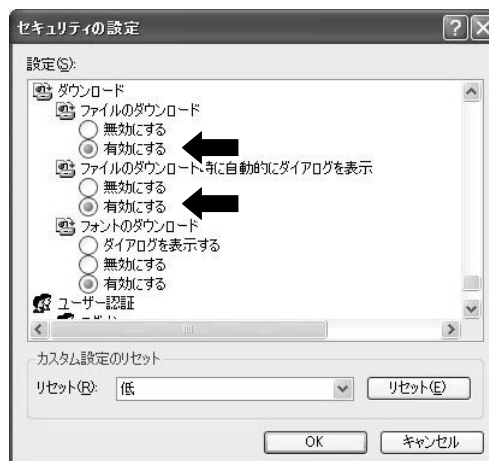 セキュリティの設定
設定(S):
ダウンロード
ファイルのダウンロード
無効にする
有効にする
ファイルのダウンロード時に自動的にダイアログを表示
無効にする
有効にする
フォントのダウンロード
ダイアログを表示する
無効にする
有効にする
ユーザー認証
カスタム設定のリセット
リセット(R): 低 リセット(E)
OK キャンセル